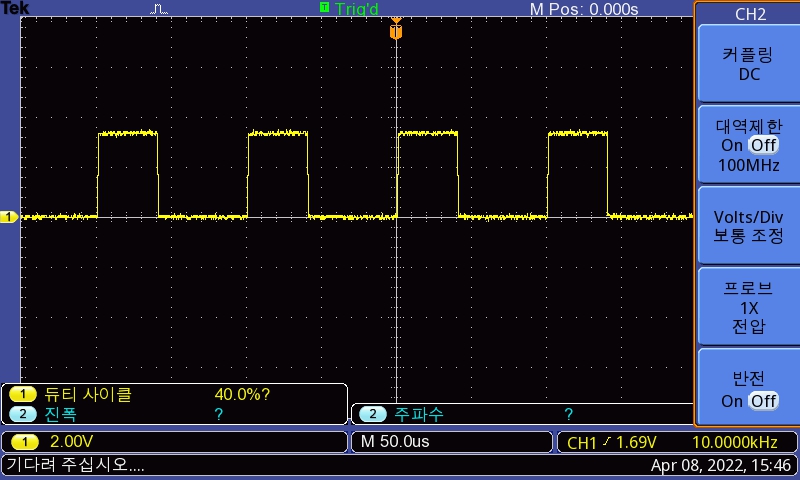 Tek
T Trig'd
M Pos: 0.000s
CH2
T
커플링
DC
대역제한
On Off
100MHz
1
Volts/Div
보통 조정
프로브
1X
전압
반전
On Off
1 듀티 사이클 40.0%?
2 진폭 ?
2 주파수 ?
1 2.00V
M 50.0us
CH1 1.69V 10.0000kHz
기다려 주십시오....
Apr 08, 2022, 15:46